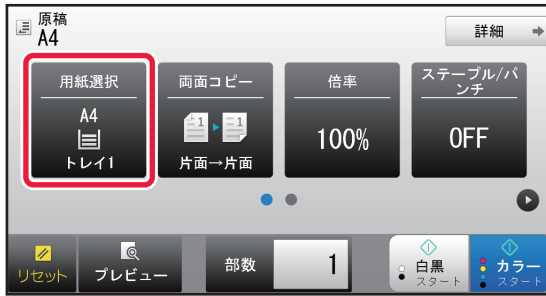 原稿
A4
詳細
用紙選択
A4
トレイ1
両面コピー
1 1
片面→片面
倍率
100%
ステープル/パ
ンチ
OFF
リセット
プレビュー
部数
1
白黒
スタート
カラー
スタート